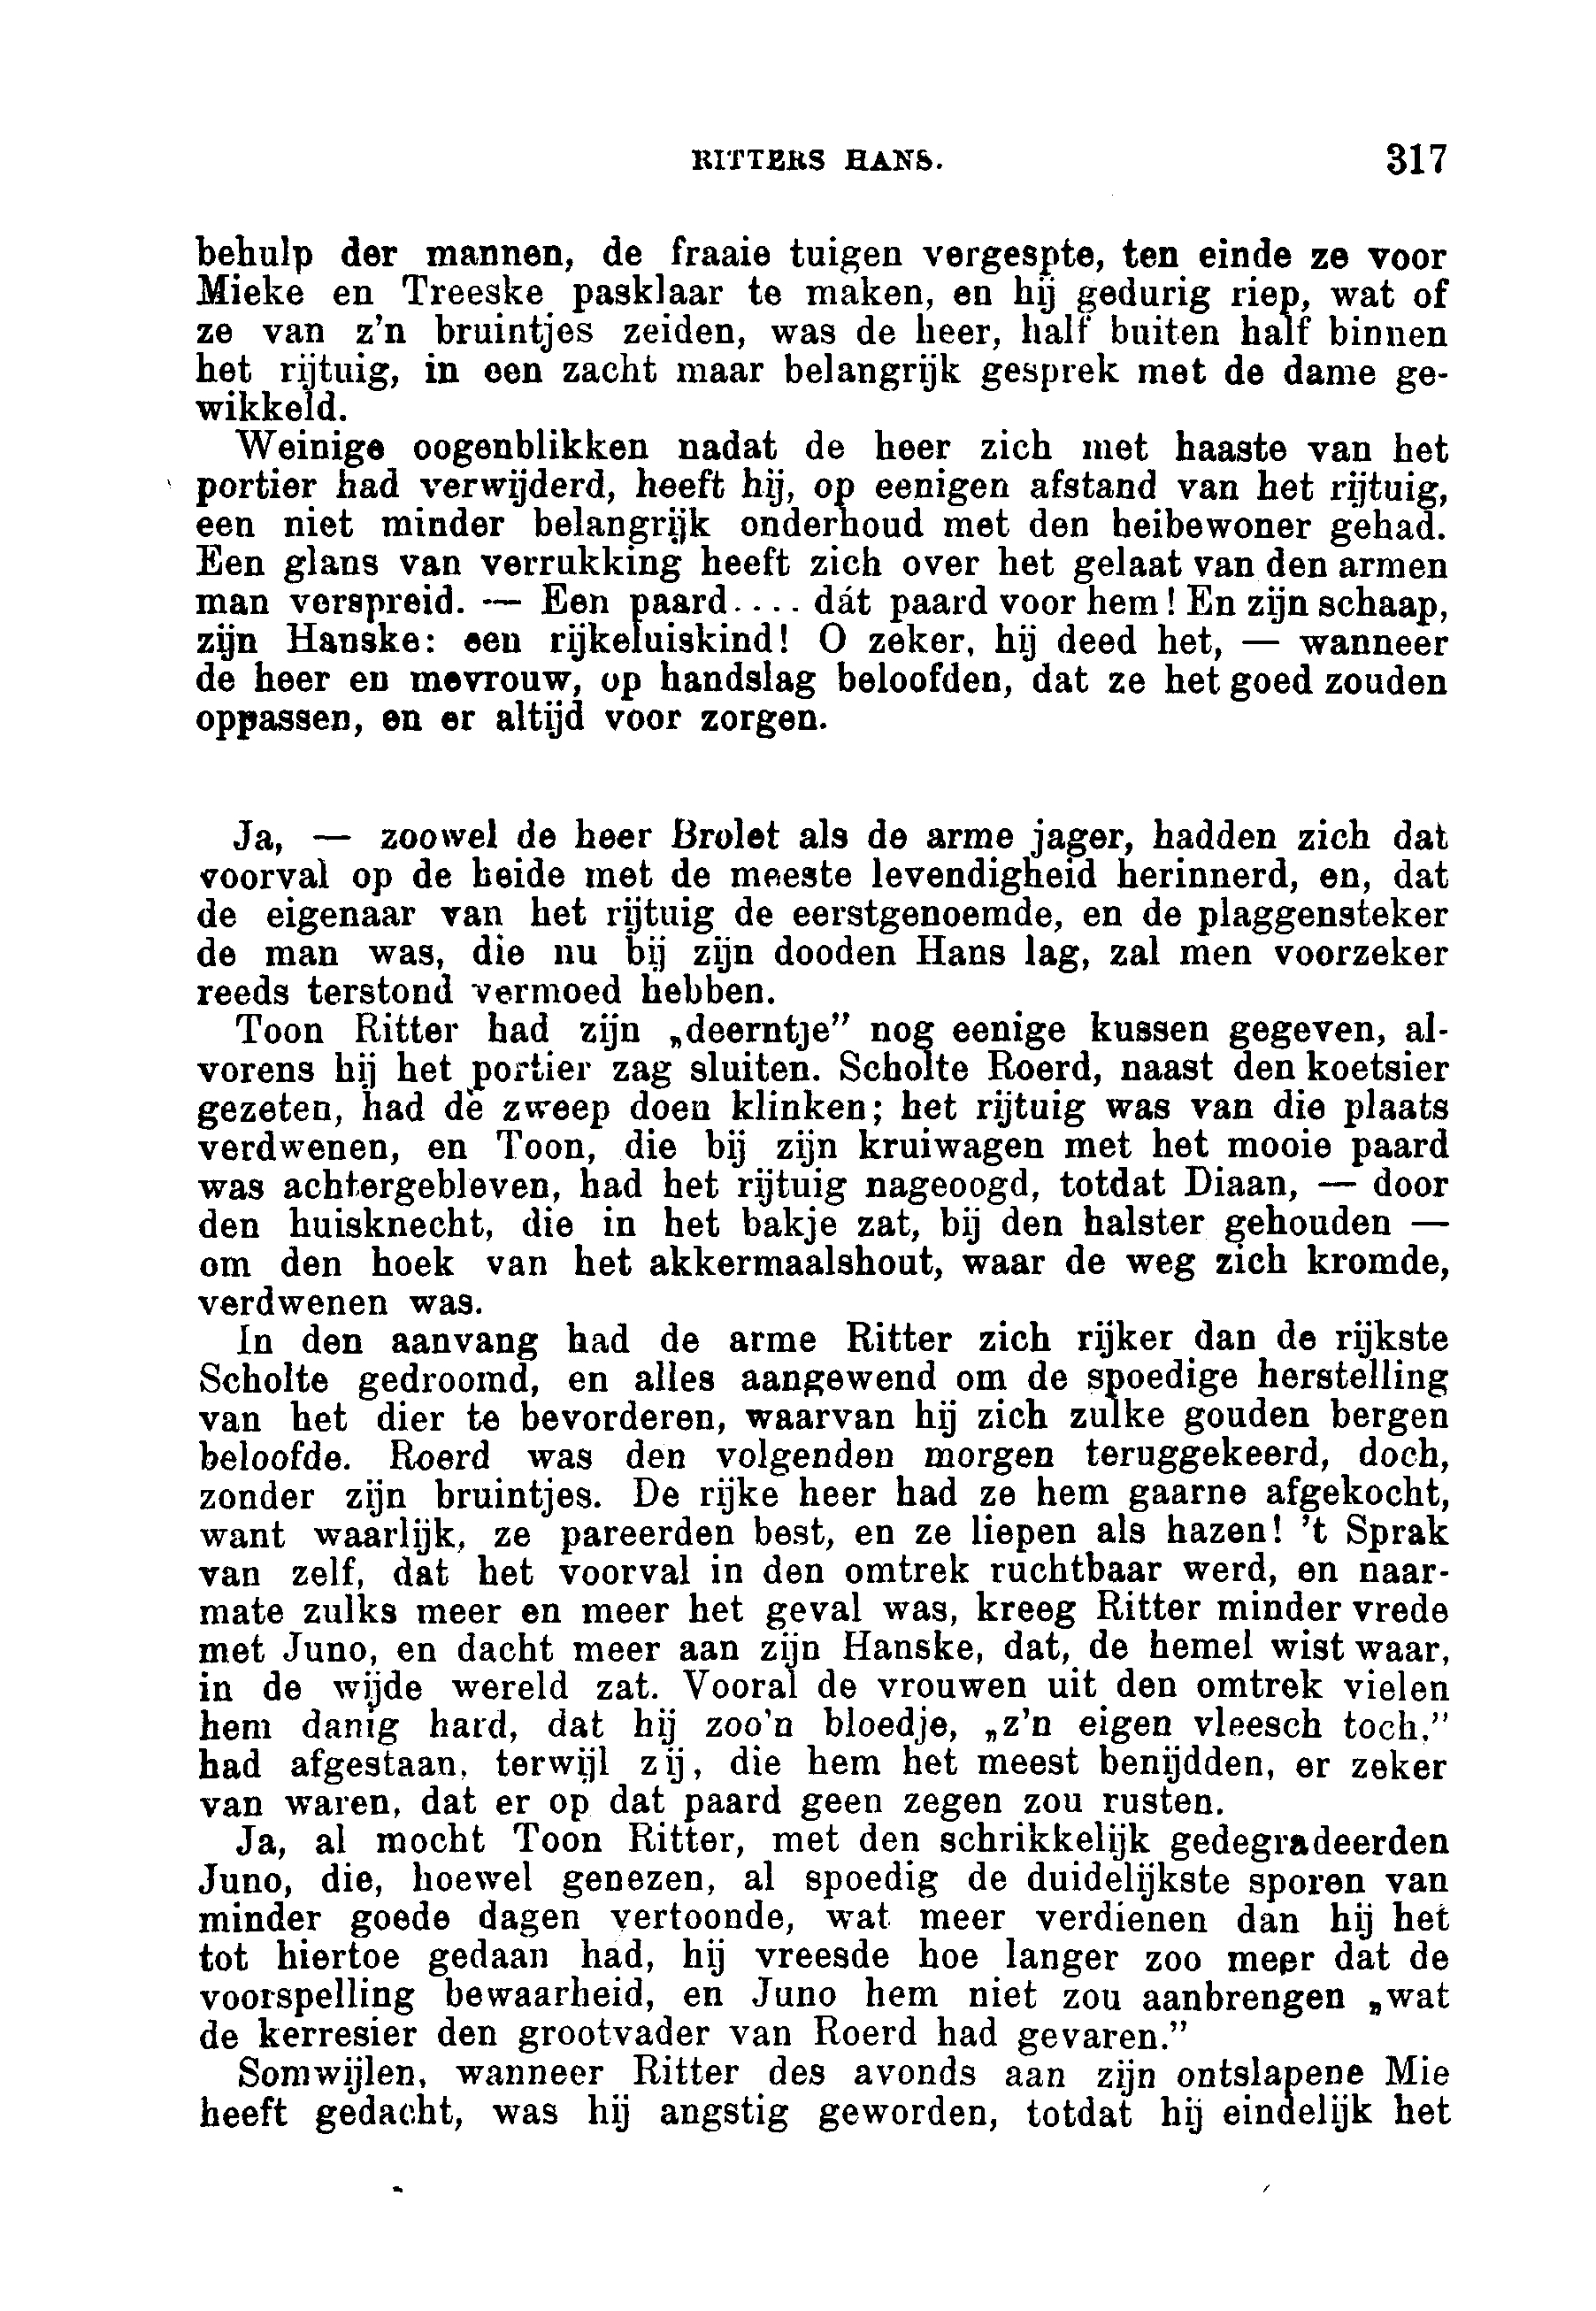 RITTERS HANS. 317
behulp der mannen, de fraaie tuigen vergespte, ten einde ze voor
Mieke en Treeske pasklaar te maken, en hij gedurig riep, wat of
ze van z'n bruintjes zeiden, was de heer, half buiten half binnen
het rijtuig, in een zacht maar belangrijk gesprek met de dame ge-
wikkeld.
Weinige oogenblikken nadat de heer zich met haaste van het
portier had verwijderd, heeft hij, op eenigen afstand van het rijtuig,
een niet minder belangrijk onderhoud met den heibewoner gehad.
Een glans van verrukking heeft zich over het gelaat van den armen
man verspreid. — Een paard.... dát paard voor hem! En zijn schaap,
zijn Hanske: een rijkeluiskind! O zeker, hij deed het, — wanneer
de heer en mevrouw, op handslag beloofden, dat ze het goed zouden
oppassen, en er altijd voor zorgen.
Ja, — zoowel de heer Brolet als de arme jager, hadden zich dat
voorval op de heide met de meeste levendigheid herinnerd, en, dat
de eigenaar van het rijtuig de eerstgenoemde, en de plaggensteker
de man was, die nu bij zijn dooden Hans lag, zal men voorzeker
reeds terstond vermoed hebben.
Toon Ritter had zijn „deerntje” nog eenige kussen gegeven, al-
vorens hij het portier zag sluiten. Scholte Roerd, naast den koetsier
gezeten, had de zweep doen klinken; het rijtuig was van die plaats
verdwenen, en Toon, die bij zijn kruiwagen met het mooie paard
was achtergebleven, had het rijtuig nageoogd, totdat Diaan, — door
den huisknecht, die in het bakje zat, bij den halster gehouden —
om den hoek van het akkermaalshout, waar de weg zich kromde,
verdwenen was.
In den aanvang had de arme Ritter zich rijker dan de rijkste
Scholte gedroomd, en alles aangewend om de spoedige herstelling
van het dier te bevorderen, waarvan hij zich zulke gouden bergen
beloofde. Roerd was den volgenden morgen teruggekeerd, doch,
zonder zijn bruintjes. De rijke heer had ze hem gaarne afgekocht,
want waarlijk, ze pareerden best, en ze liepen als hazen! 't Sprak
van zelf, dat het voorval in den omtrek ruchtbaar werd, en naar-
mate zulks meer en meer het geval was, kreeg Ritter minder vrede
met Juno, en dacht meer aan zijn Hanske, dat, de hemel wist waar,
in de wijde wereld zat. Vooral de vrouwen uit den omtrek vielen
hem danig hard, dat hij zoo'n bloedje, „z'n eigen vleesch toch,”
had afgestaan, terwijl zij, die hem het meest benijdden, er zeker
van waren, dat er op dat paard geen zegen zou rusten.
Ja, al mocht Toon Ritter, met den schrikkelijk gedegradeerden
Juno, die, hoewel genezen, al spoedig de duidelijkste sporen van
minder goede dagen vertoonde, wat meer verdienen dan hij het
tot hiertoe gedaan had, hij vreesde hoe langer zoo meer dat de
voorspelling bewaarheid, en Juno hem niet zou aanbrengen „wat
de kerresier den grootvader van Roerd had gevaren.”
Somwijlen, wanneer Ritter des avonds aan zijn ontslapene Mie
heeft gedacht, was hij angstig geworden, totdat hij eindelijk het